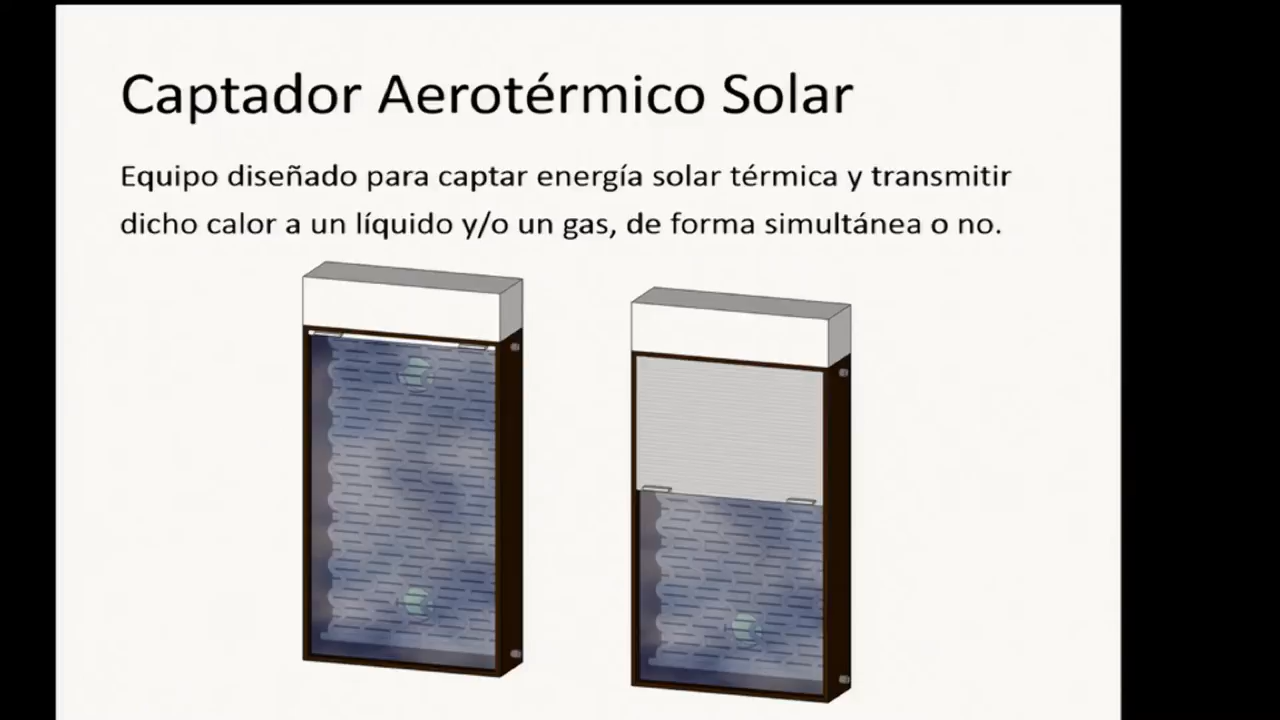 Captador Aerotérmico Solar
Equipo diseñado para captar energía solar térmica y transmitir
dicho calor a un líquido y/o un gas, de forma simultánea o no.